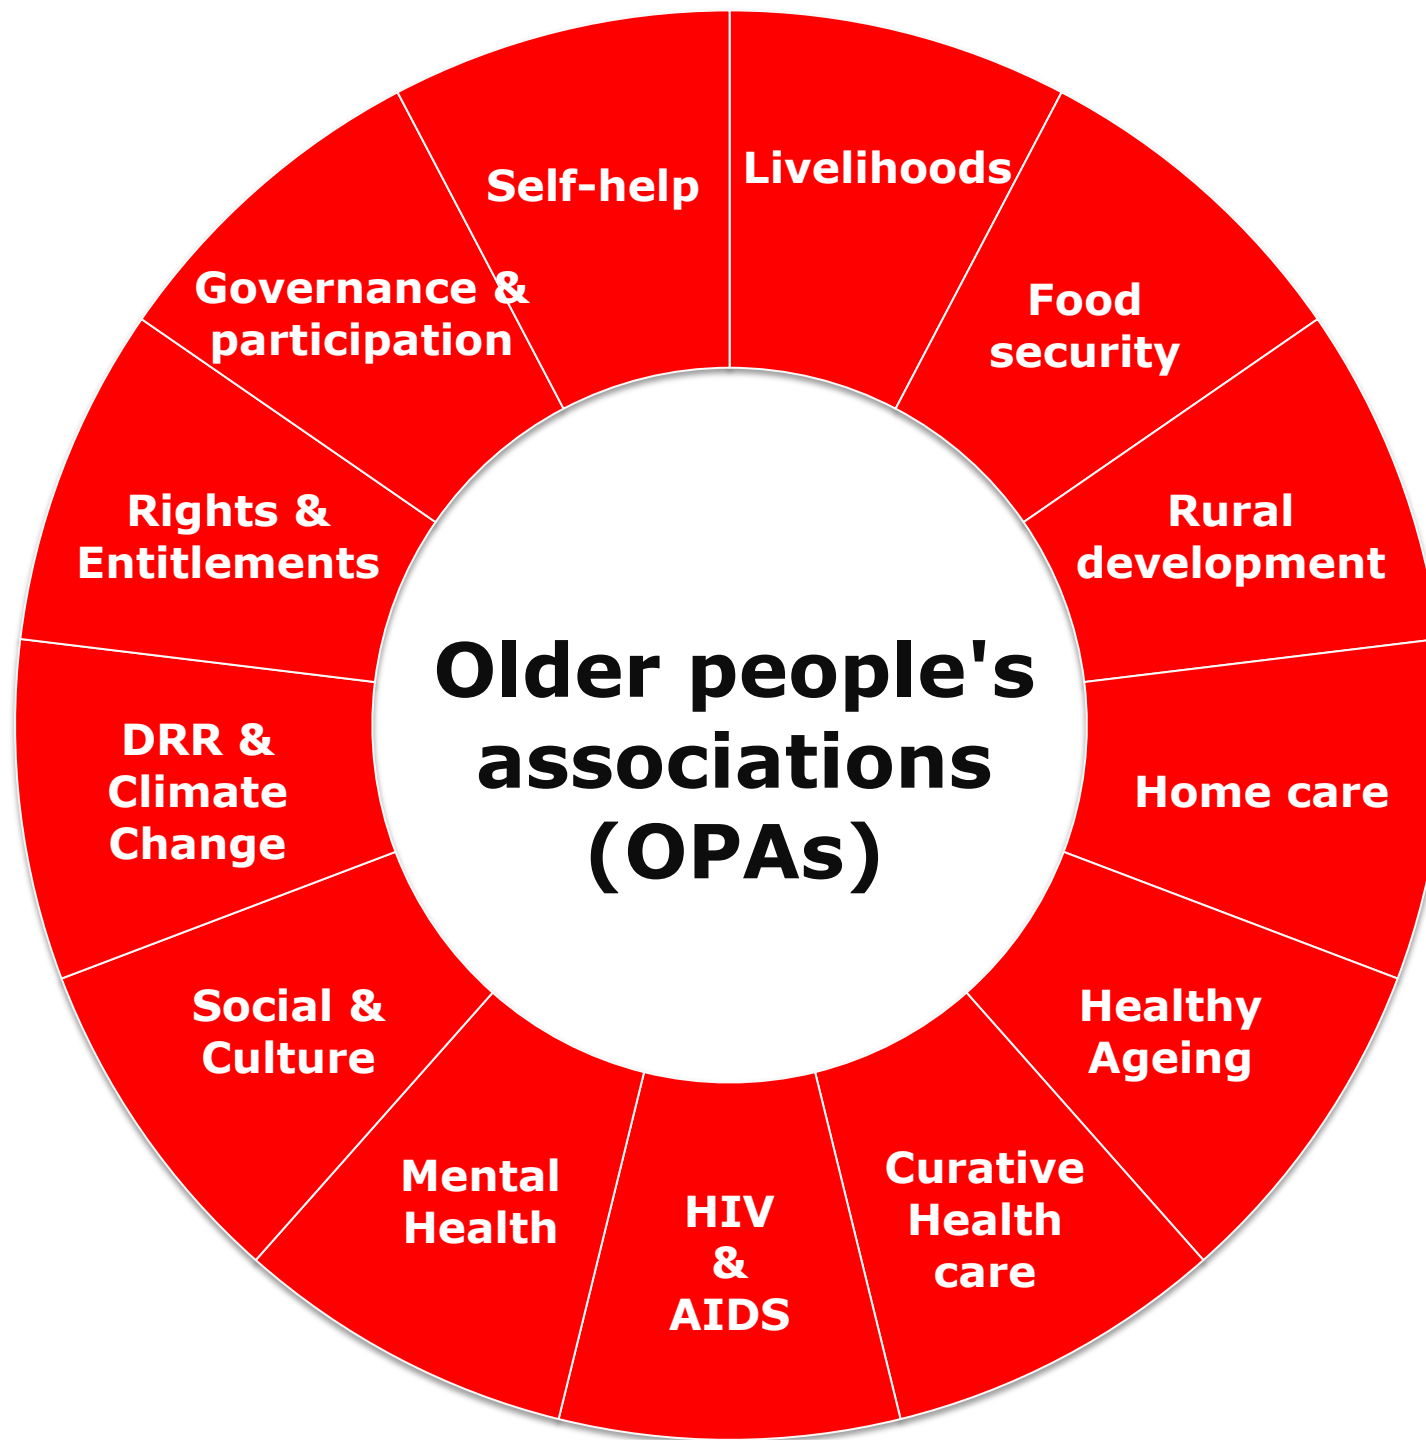 Self-help
Livelihoods
Food
security
Rural
development
Home care
Healthy
Ageing
Curative
Health
care
HIV
&
AIDS
Mental
Health
Social &
Culture
DRR &
Climate
Change
Rights &
Entitlements
Governance &
participation
Older people's
associations
(OPAs)